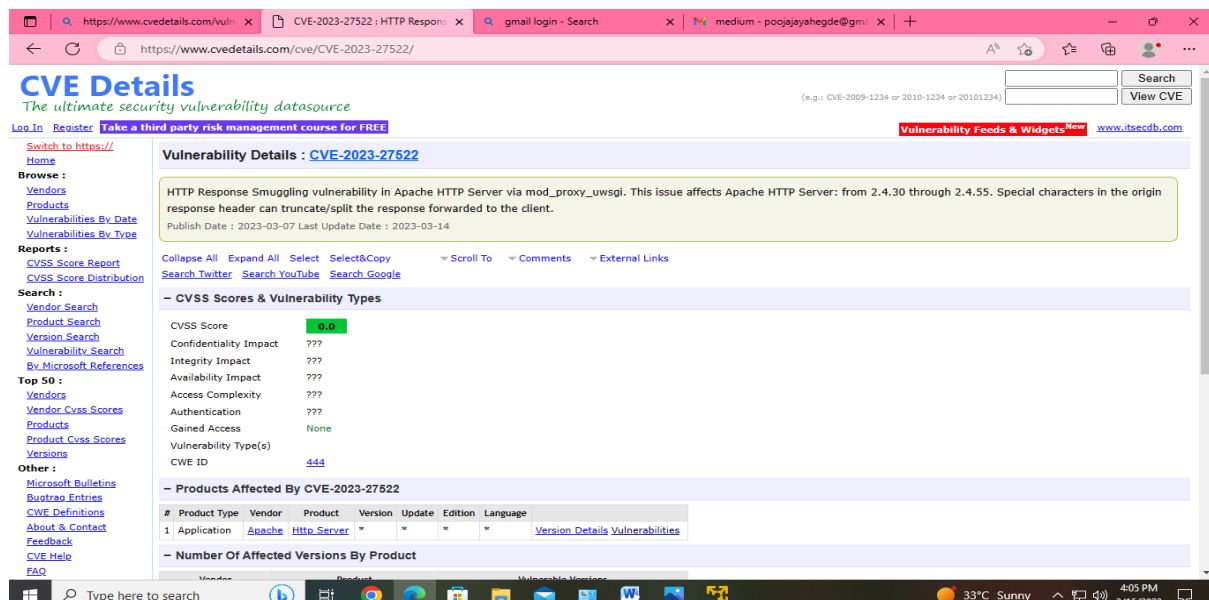 https://www.cvedetails.com/vuln
CVE-2023-27522 : HTTP Respons
gmail login - Search
medium - poojajayahegde@gma
https://www.cvedetails.com/cve/CVE-2023-27522/
CVE Details
The ultimate security vulnerability datasource
(e.g.: CVE-2009-1234 or 2010-1234 or 20101234)
Search
View CVE
Log In Register Take a third party risk management course for FREE
Vulnerability Feeds & Widgets New www.itsecdb.com
Switch to https://
Home
Browse :
Vendors
Products
Vulnerabilities By Date
Vulnerabilities By Type
Reports :
CVSS Score Report
CVSS Score Distribution
Search :
Vendor Search
Product Search
Version Search
Vulnerability Search
By Microsoft References
Top 50 :
Vendors
Vendor Cvss Scores
Products
Product Cvss Scores
Versions
Other :
Microsoft Bulletins
Bugtraq Entries
CWE Definitions
About & Contact
Feedback
CVE Help
FAQ
Vulnerability Details : CVE-2023-27522
HTTP Response Smuggling vulnerability in Apache HTTP Server via mod_proxy_uwsgi. This issue affects Apache HTTP Server: from 2.4.30 through 2.4.55. Special characters in the origin
response header can truncate/split the response forwarded to the client.
Publish Date : 2023-03-07 Last Update Date : 2023-03-14
Collapse All Expand All Select Select&Copy Scroll To Comments External Links
Search Twitter Search YouTube Search Google
− CVSS Scores & Vulnerability Types
CVSS Score 0.0
Confidentiality Impact ???
Integrity Impact ???
Availability Impact ???
Access Complexity ???
Authentication ???
Gained Access None
Vulnerability Type(s)
CWE ID 444
− Products Affected By CVE-2023-27522
# Product Type Vendor Product Version Update Edition Language
1 Application Apache Http Server * * * * Version Details Vulnerabilities
− Number Of Affected Versions By Product
Vendor Product Vulnerable Versions
Type here to search
33°C Sunny
4:05 PM